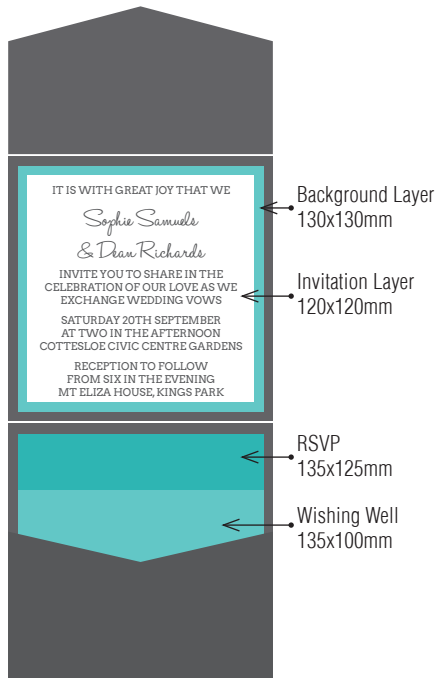 IT IS WITH GREAT JOY THAT WE
Sophie Samuels
& Dean Richards
INVITE YOU TO SHARE IN THE
CELEBRATION OF OUR LOVE AS WE
EXCHANGE WEDDING VOWS
SATURDAY 20TH SEPTEMBER
AT TWO IN THE AFTERNOON
COTTESLOE CIVIC CENTRE GARDENS
RECEPTION TO FOLLOW
FROM SIX IN THE EVENING
MT ELIZA HOUSE, KINGS PARK
Background Layer
130x130mm
Invitation Layer
120x120mm
RSVP
135x125mm
Wishing Well
135x100mm